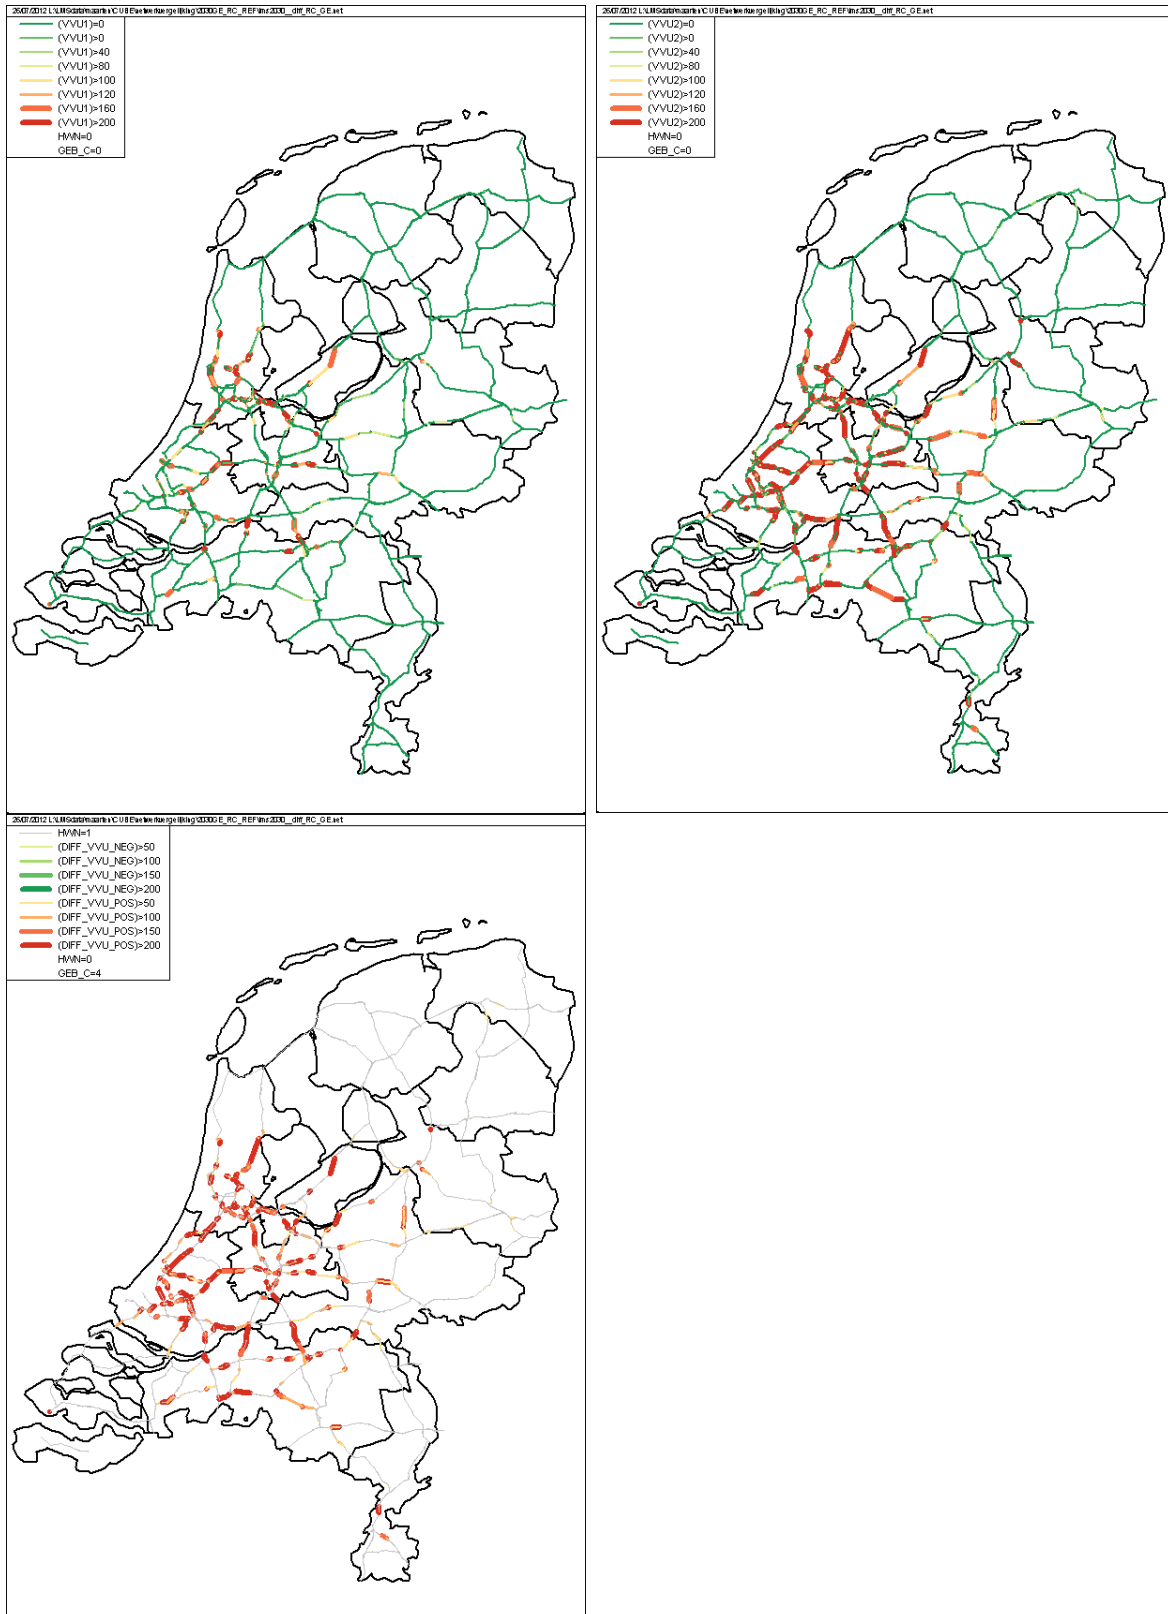 (VVU1)=0
(VVU1)>0
(VVU1)>40
(VVU1)>80
(VVU1)>100
(VVU1)>120
(VVU1)>160
(VVU1)>200
HWN=0
GEB_C=0
(VVU2)=0
(VVU2)>0
(VVU2)>40
(VVU2)>80
(VVU2)>100
(VVU2)>120
(VVU2)>160
(VVU2)>200
HWN=0
GEB_C=0
HWN=1
(DIFF_VVU_NEG)>50
(DIFF_VVU_NEG)>100
(DIFF_VVU_NEG)>150
(DIFF_VVU_NEG)>200
(DIFF_VVU_POS)>50
(DIFF_VVU_POS)>100
(DIFF_VVU_POS)>150
(DIFF_VVU_POS)>200
HWN=0
GEB_C=4